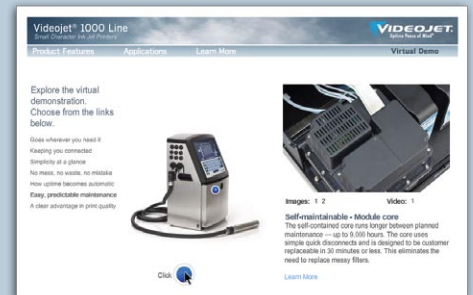 Videojet® 1000 Line
Small Character Ink Jet Printers
VIDEOJET.
Uptime Peace of Mind®
Product Features Applications Learn More Virtual Demo
Explore the virtual
demonstration.
Choose from the links
below.
Goes wherever you need it
Keeping you connected
Simplicity at a glance
No mess, no waste, no mistake
How uptime becomes automatic
Easy, predictable maintenance
A clear advantage in print quality
Click
Images: 1 2 Video: 1
Self-maintainable • Module core
The self-contained core runs longer between planned
maintenance — up to 9,000 hours. The core uses
simple quick disconnects and is designed to be customer
replaceable in 30 minutes or less. This eliminates the
need to replace messy filters.
Learn More